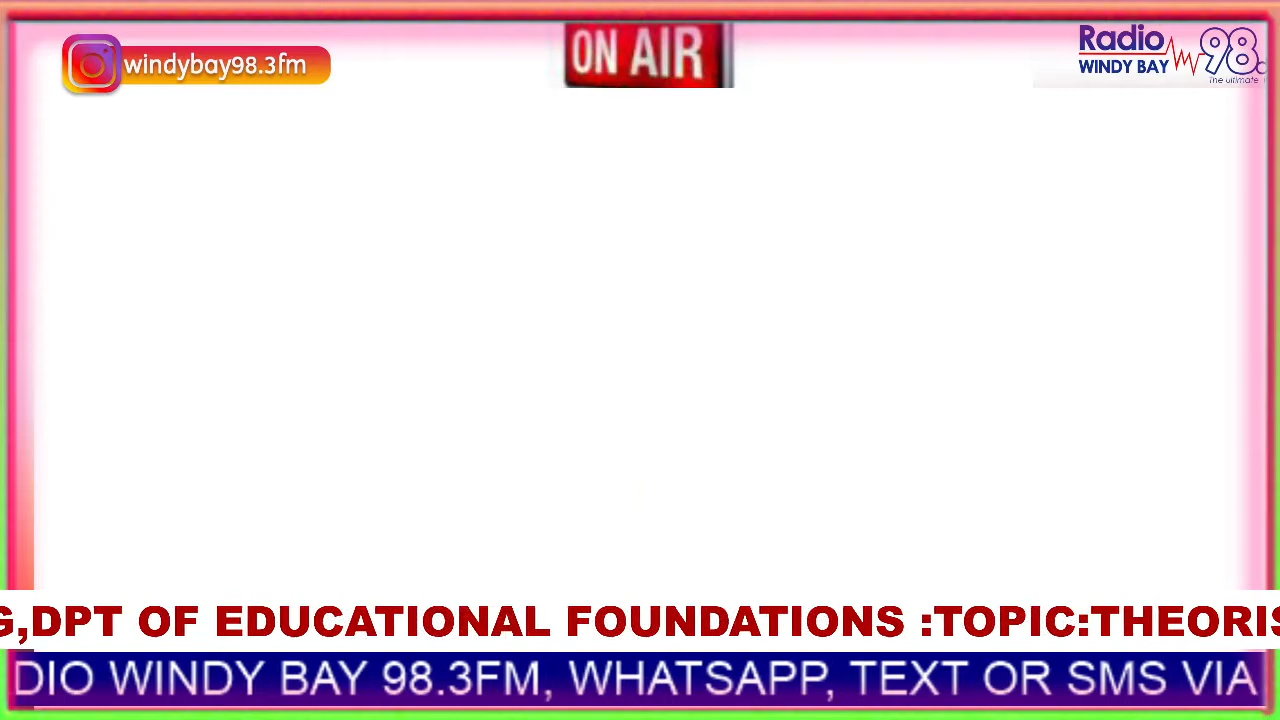 windybay98.3fm
ON AIR
Radio
WINDY BAY
98.
The ultimate
G,DPT OF EDUCATIONAL FOUNDATIONS :TOPIC:THEORIS
DIO WINDY BAY 98.3FM, WHATSAPP, TEXT OR SMS VIA